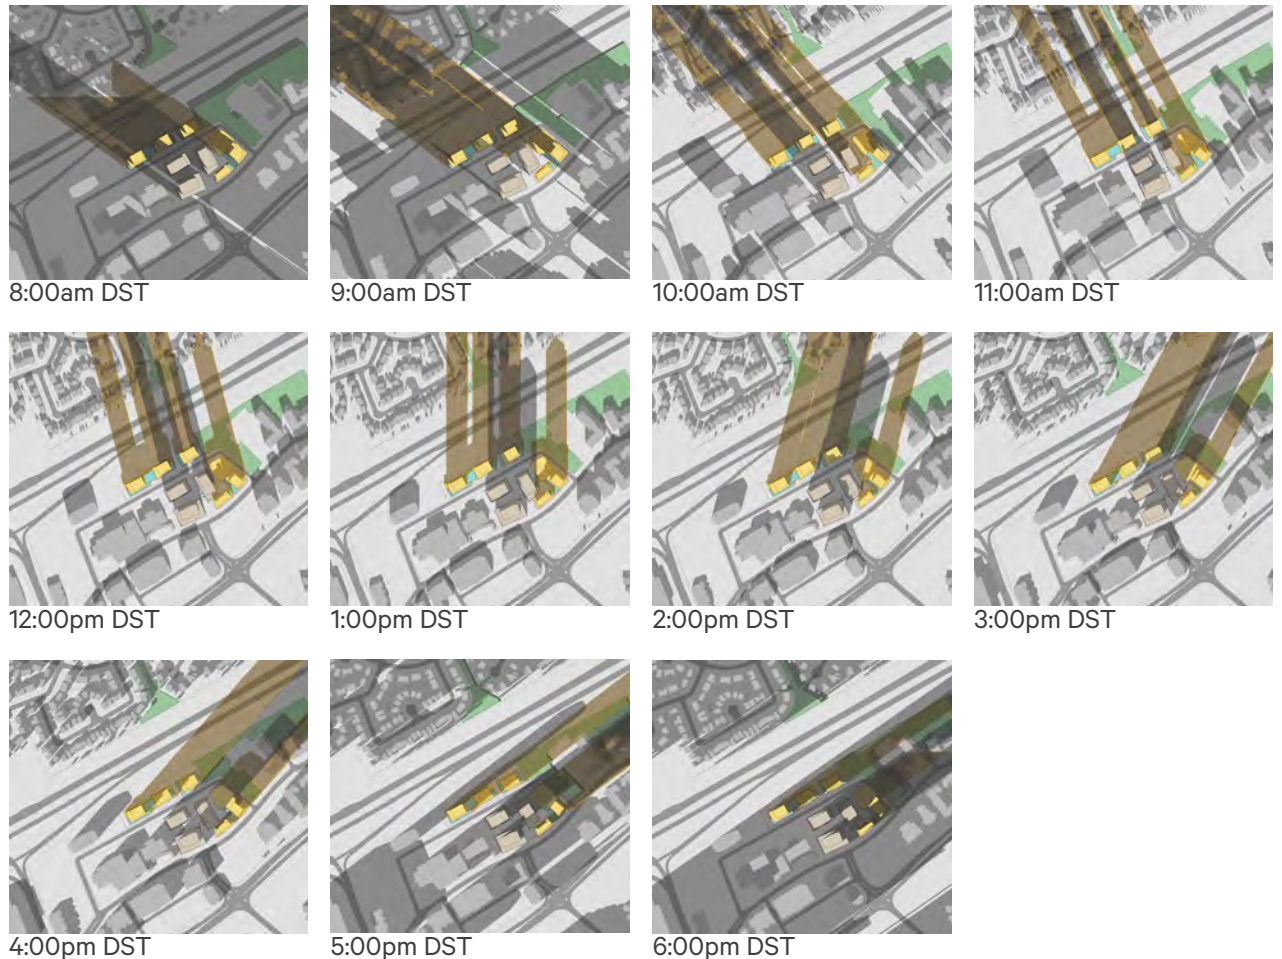 8:00am DST
9:00am DST
10:00am DST
11:00am DST
12:00pm DST
1:00pm DST
2:00pm DST
3:00pm DST
4:00pm DST
5:00pm DST
6:00pm DST